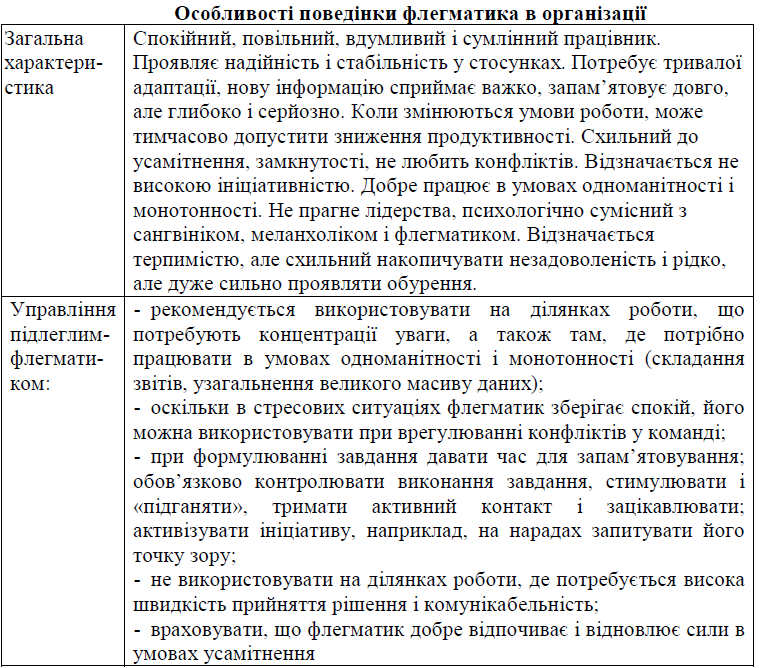 Особливості поведінки флегматика в організації
Загальна
характери-
стика
Спокійний, повільний, вдумливий і сумлінний працівник.
Проявляє надійність і стабільність у стосунках. Потребує тривалої
адаптації, нову інформацію сприймає важко, запам’ятовує довго,
але глибоко і серйозно. Коли змінюються умови роботи, може
тимчасово допустити зниження продуктивності. Схильний до
усамітнення, замкнутості, не любить конфліктів. Відзначається не
високою ініціативністю. Добре працює в умовах одноманітності і
монотонності. Не прагне лідерства, психологічно сумісний з
сангвініком, меланхоліком і флегматиком. Відзначається
терпимістю, але схильний накопичувати незадоволеність і рідко,
але дуже сильно проявляти обурення.
Управління
підлеглим-
флегмати-
ком:
- рекомендується використовувати на ділянках роботи, що
потребують концентрації уваги, а також там, де потрібно
працювати в умовах одноманітності і монотонності (складання
звітів, узагальнення великого масиву даних);
- оскільки в стресових ситуаціях флегматик зберігає спокій, його
можна використовувати при врегулюванні конфліктів у команді;
- при формулюванні завдання давати час для запам’ятовування;
обов’язково контролювати виконання завдання, стимулювати і
«підганяти», тримати активний контакт і зацікавлювати;
активізувати ініціативу, наприклад, на нарадах запитувати його
точку зору;
- не використовувати на ділянках роботи, де потребується висока
швидкість прийняття рішення і комунікабельність;
- враховувати, що флегматик добре відпочиває і відновлює сили в
умовах усамітнення